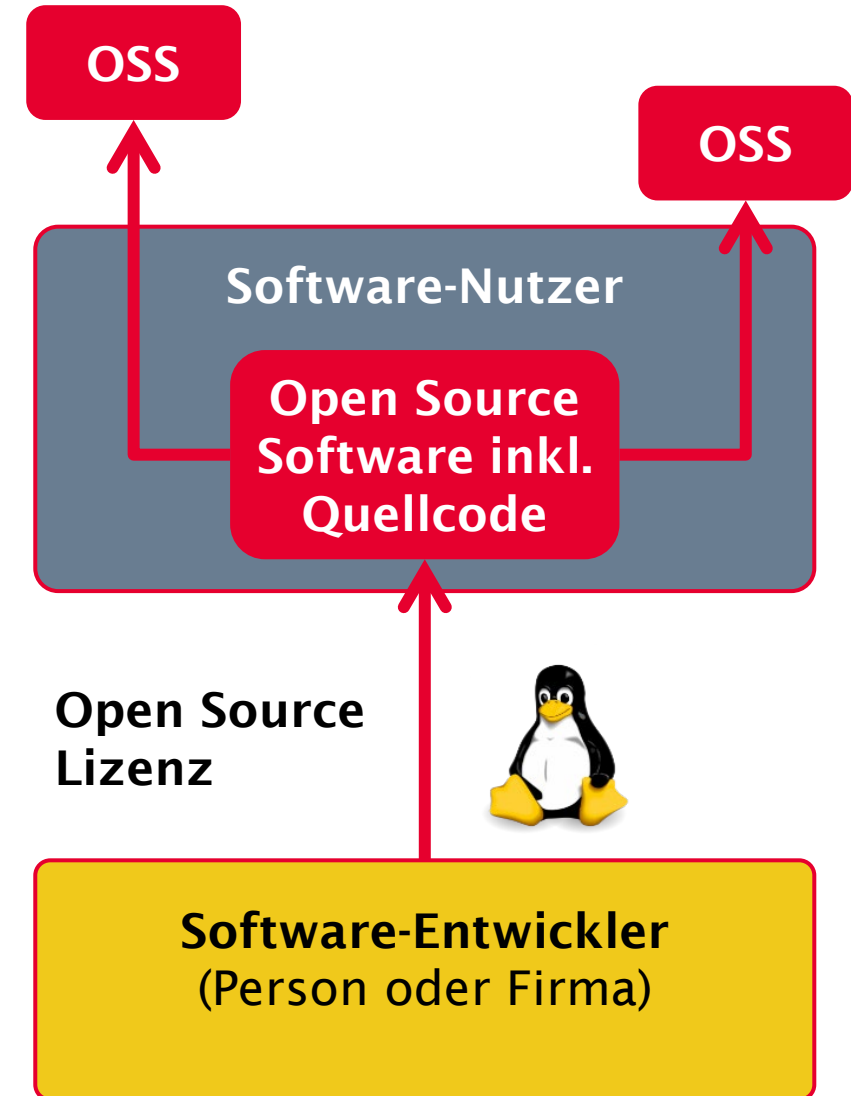 OSS
OSS
Software-Nutzer
Open Source
Software inkl.
Quellcode
Open Source
Lizenz
Software-Entwickler
(Person oder Firma)